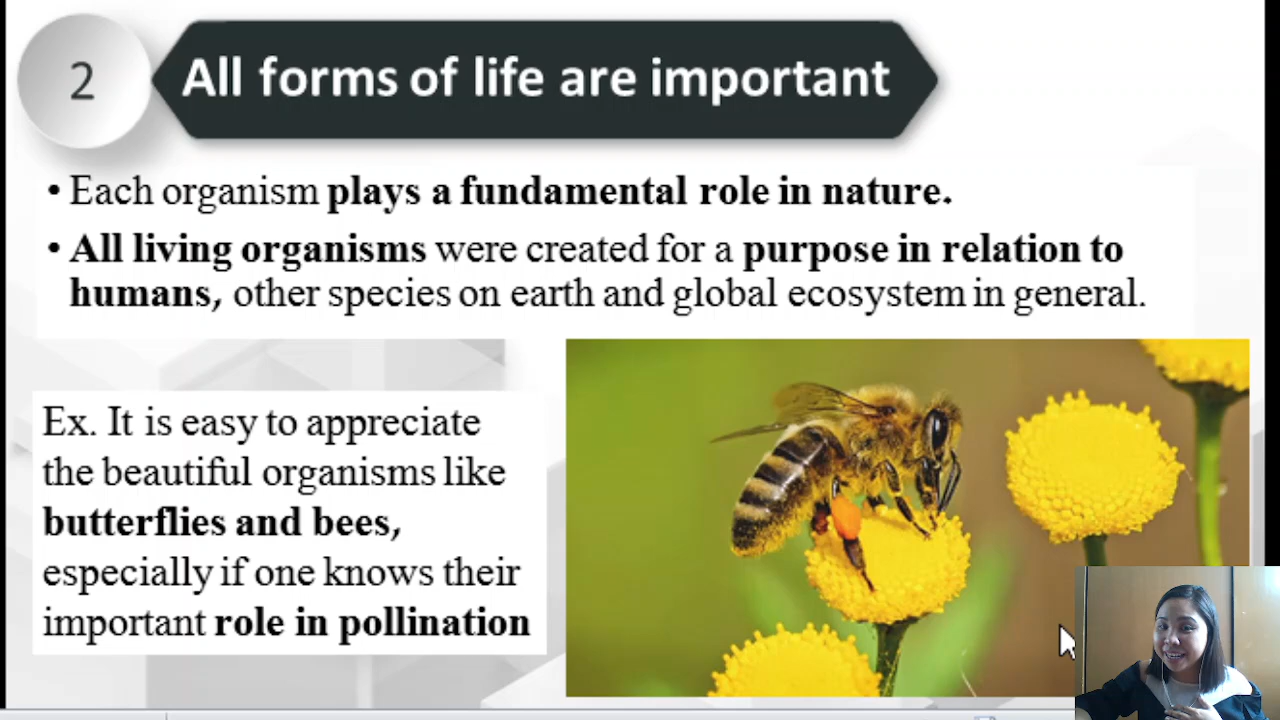 2
All forms of life are important
• Each organism plays a fundamental role in nature.
• All living organisms were created for a purpose in relation to
humans, other species on earth and global ecosystem in general.
Ex. It is easy to appreciate
the beautiful organisms like
butterflies and bees,
especially if one knows their
important role in pollination